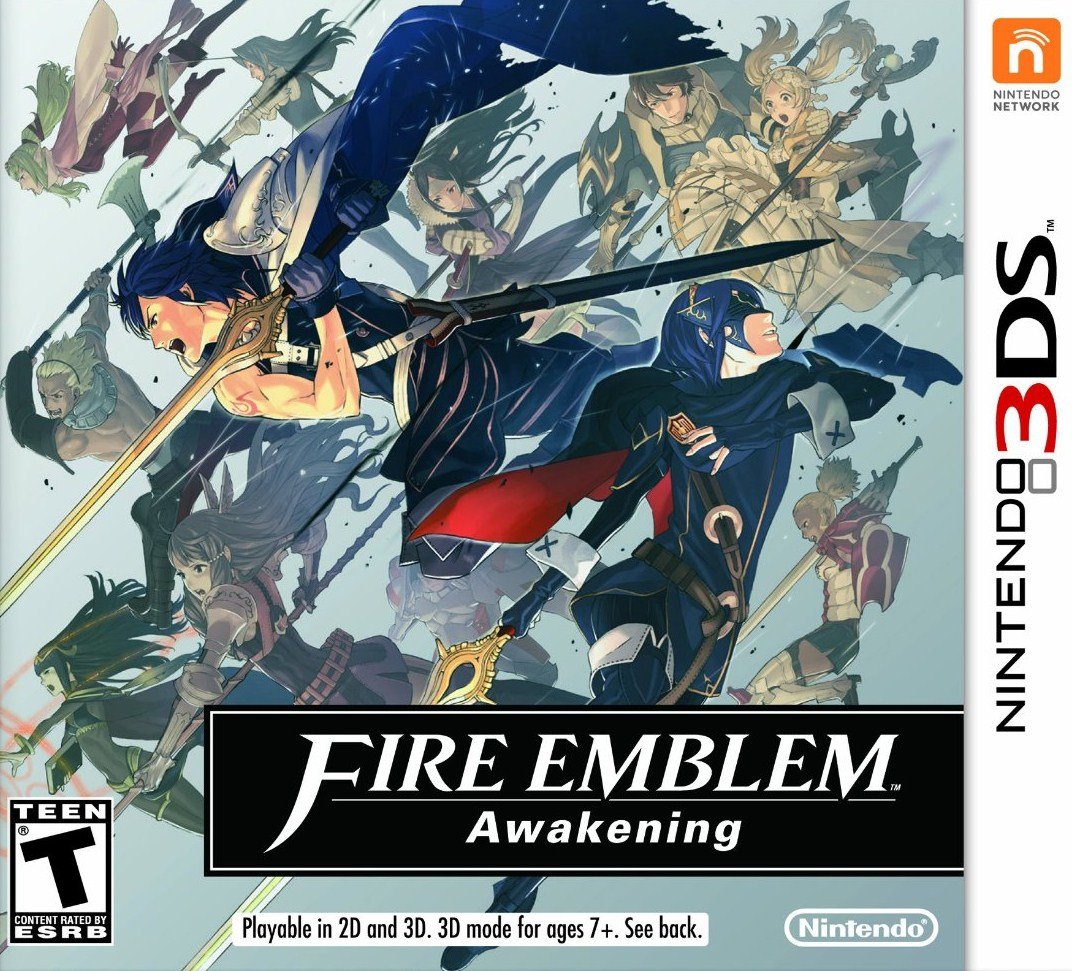 NINTENDO
NETWORK
NINTENDO 3DS™
FIRE EMBLEM™
Awakening
TEEN
®
T
CONTENT RATED BY
ESRB
Playable in 2D and 3D. 3D mode for ages 7+. See back.
Nintendo®